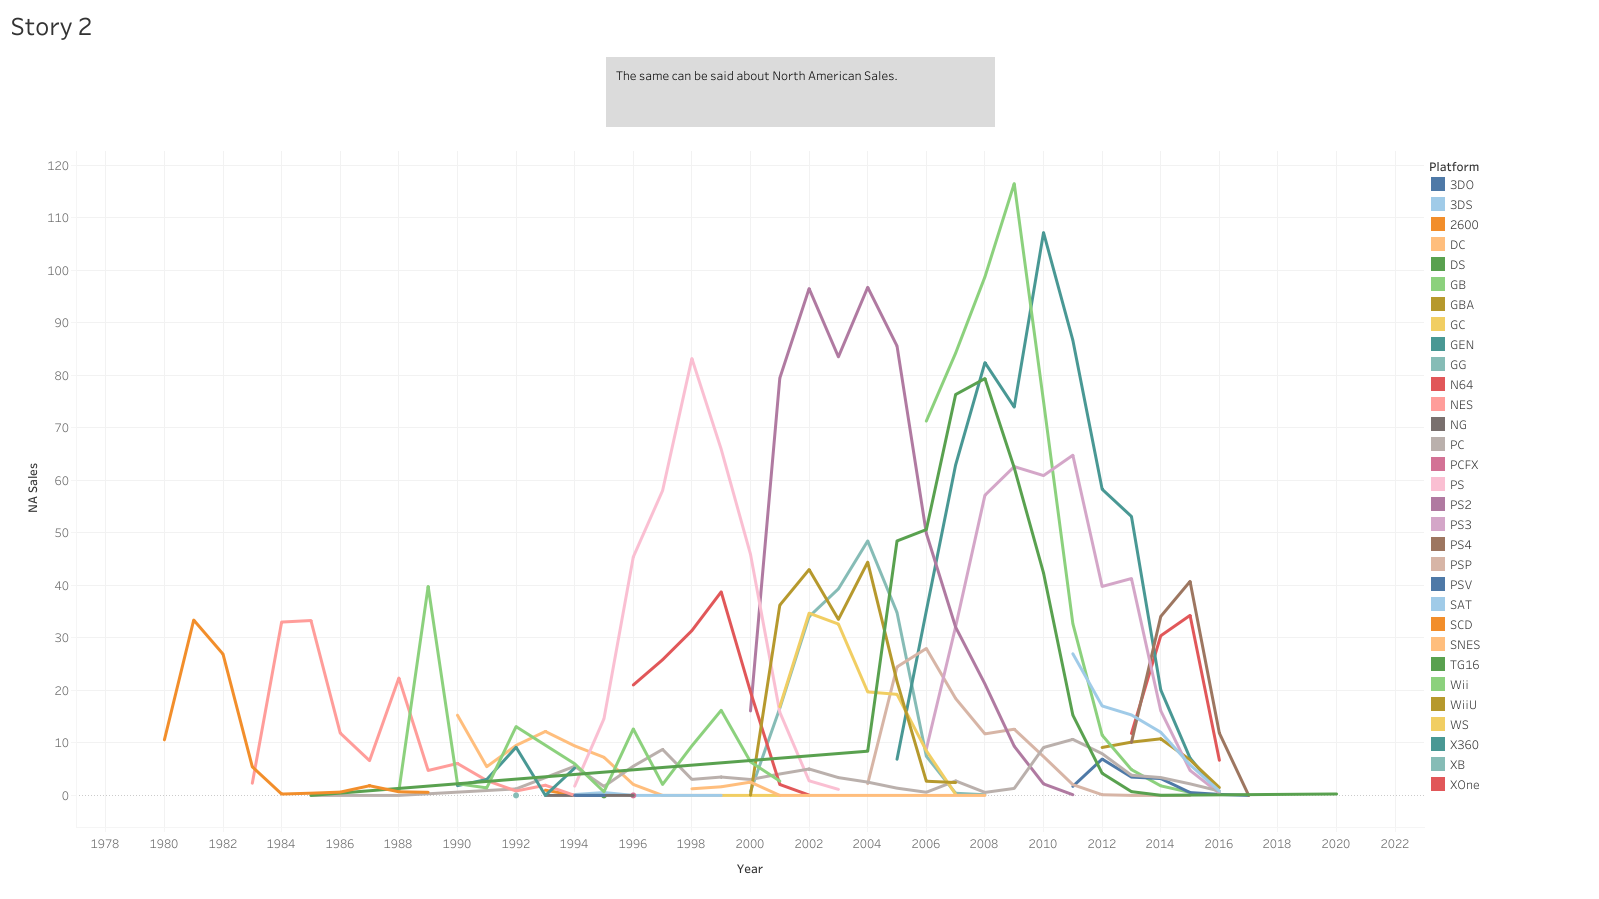 Story 2
The same can be said about North American Sales.
120
110
100
90
80
70
60
50
40
30
20
10
0
NA Sales
1978 1980 1982 1984 1986 1988 1990 1992 1994 1996 1998 2000 2002 2004 2006 2008 2010 2012 2014 2016 2018 2020 2022
Year
Platform
3DO
3DS
2600
DC
DS
GB
GBA
GC
GEN
GG
N64
NES
NG
PC
PCFX
PS
PS2
PS3
PS4
PSP
PSV
SAT
SCD
SNES
TG16
Wii
WiiU
WS
X360
XB
XOne